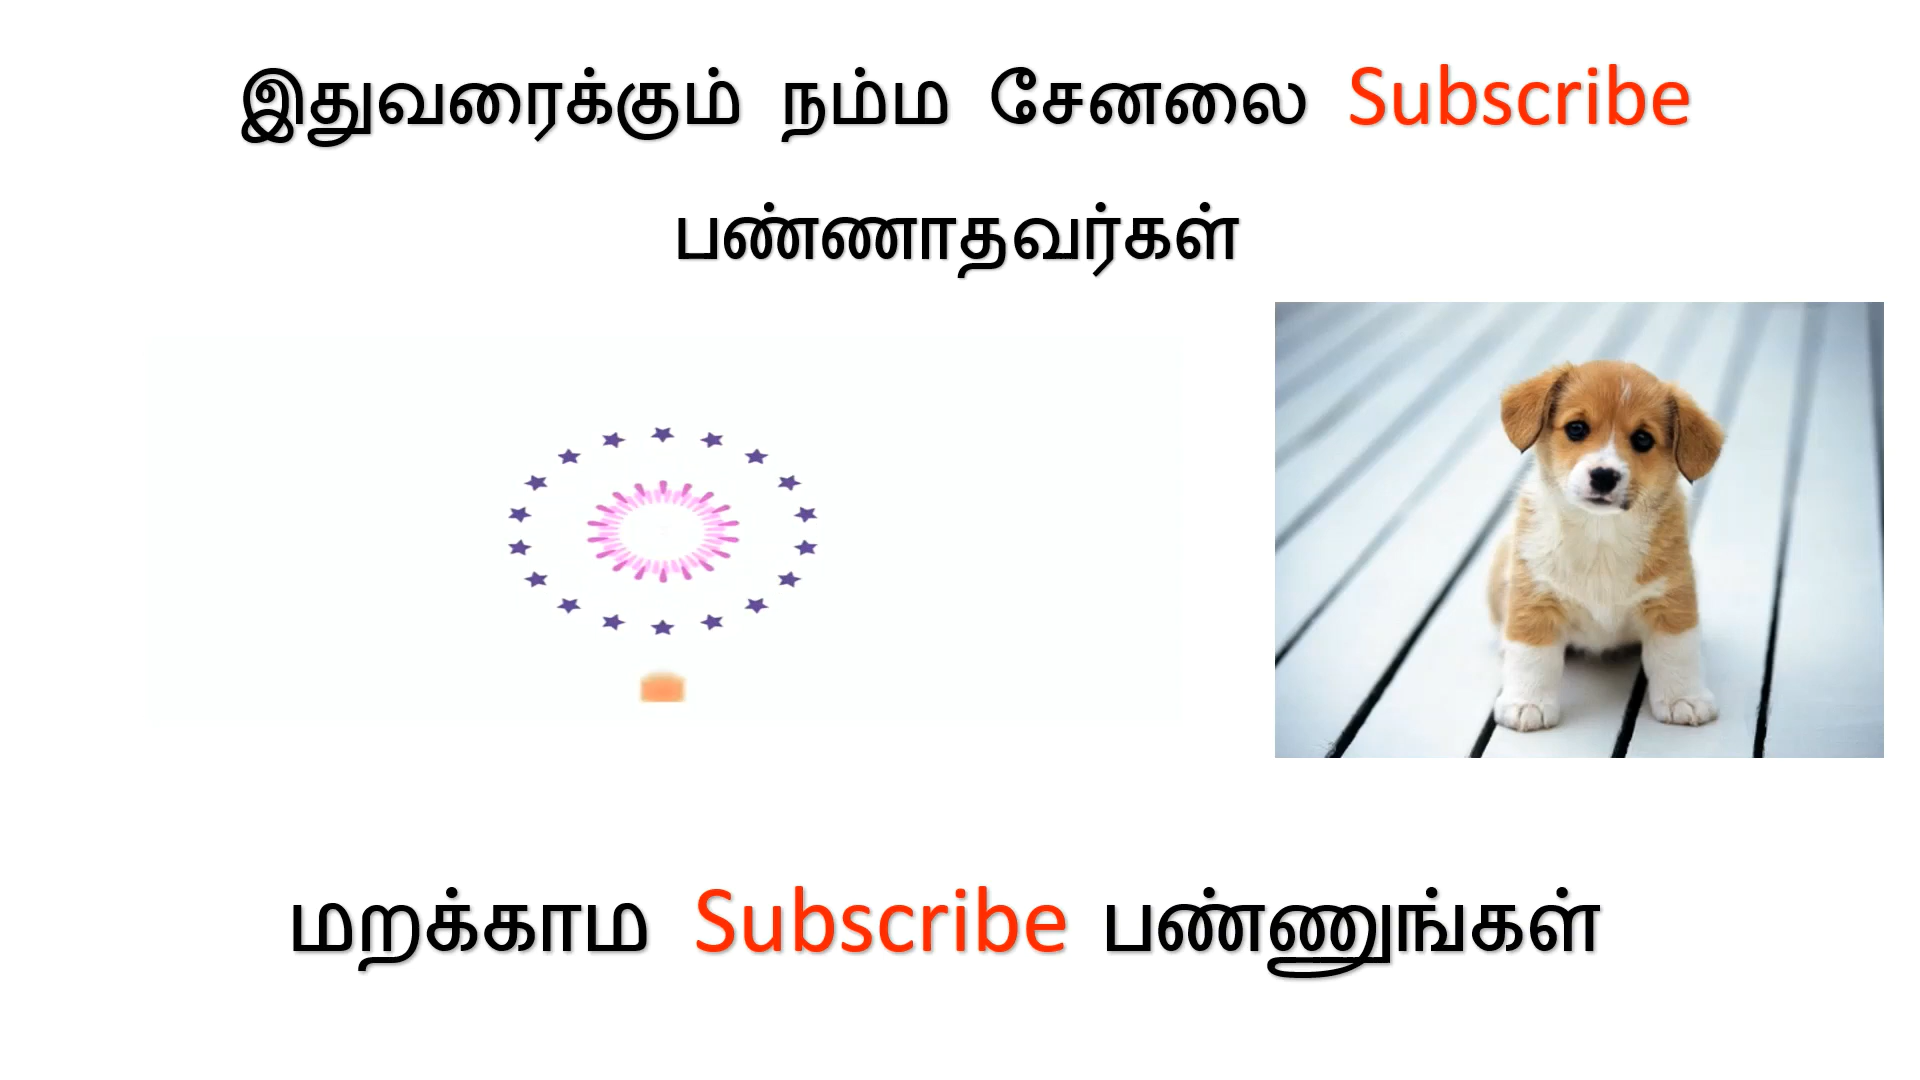 இதுவரைக்கும் நம்ம சேனலை Subscribe
பண்ணாதவர்கள்
மறக்காம Subscribe பண்ணுங்கள்